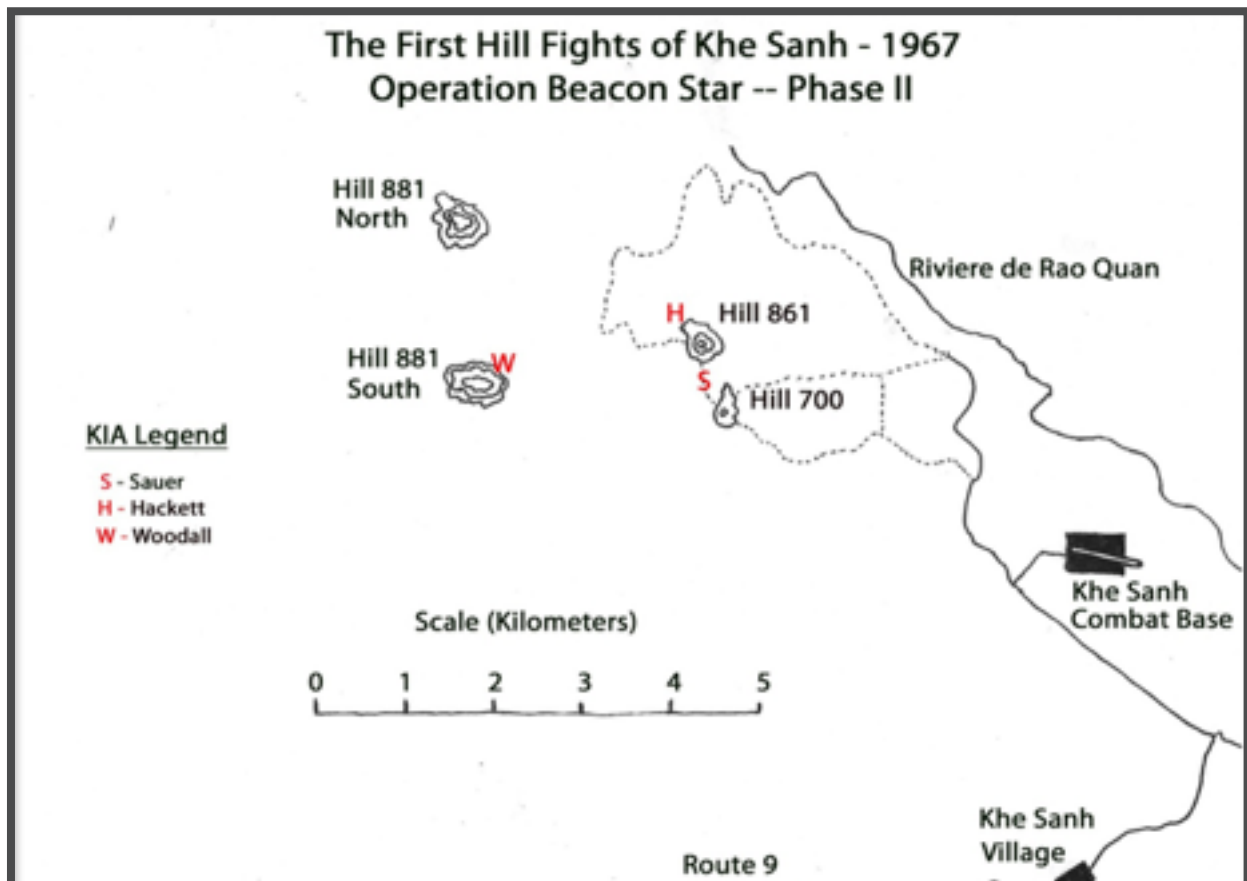 The First Hill Fights of Khe Sanh - 1967
Operation Beacon Star -- Phase II
Hill 881
North
Riviere de Rao Quan
H
Hill 861
Hill 881
South
W
S
Hill 700
KIA Legend
S - Sauer
H - Hackett
W - Woodall
Khe Sanh
Combat Base
Scale (Kilometers)
0 1 2 3 4 5
Khe Sanh
Village
Route 9